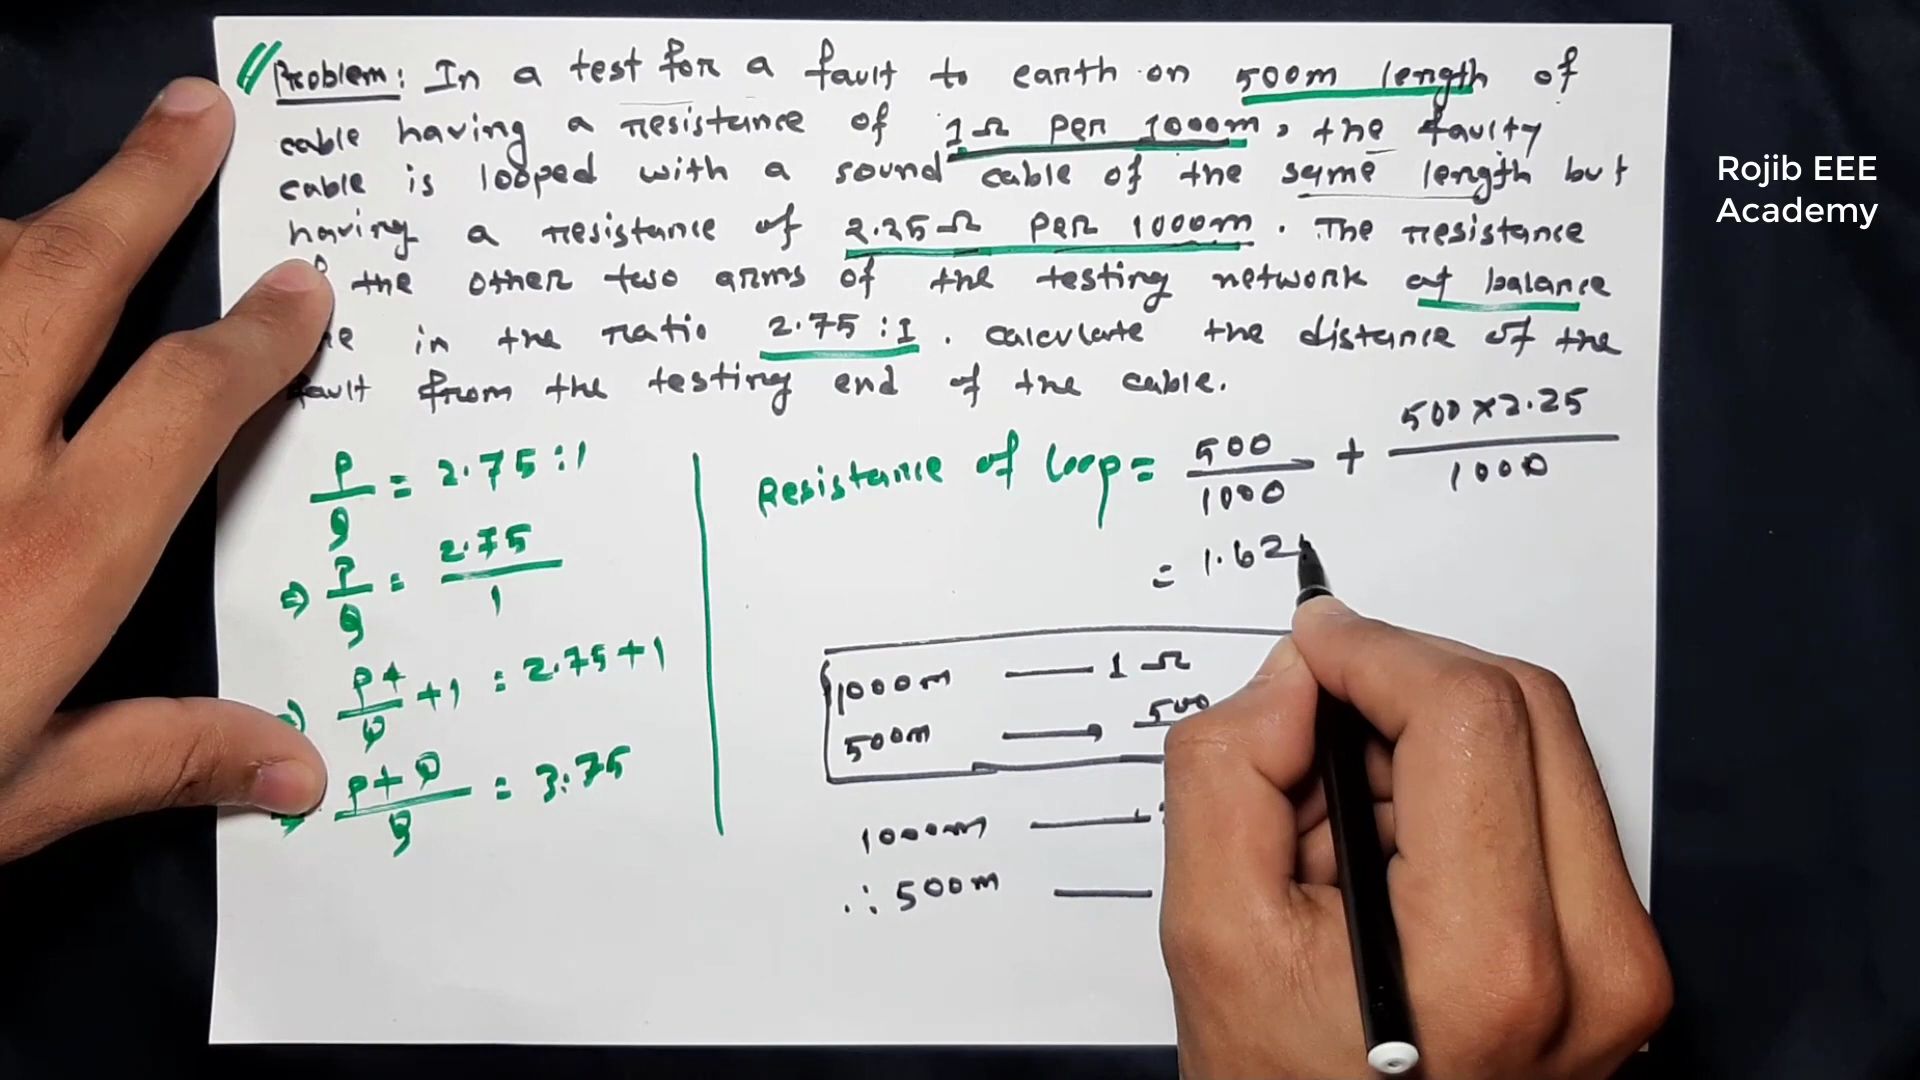 Problem: In a test for a fault to earth on 500m length of
cable having a resistance of 1Ω per 1000m, the faulty
cable is looped with a sound cable of the same length but
having a resistance of 2.25Ω per 1000m. The resistance
the other two arms of the testing network at balance
in the ratio 2.75:1. calculate the distance of the
fault from the testing end of the cable.
P/Q = 2.75:1
⇒ P/Q = 2.75/1
P+/Q +1 = 2.75+1
P+Q/Q = 3.75
Resistance of loop = 500/1000 + 500×2.25/1000
= 1.62
1000m — 1Ω
500m → 500
1000m —
∴ 500m —
Rojib EEE
Academy